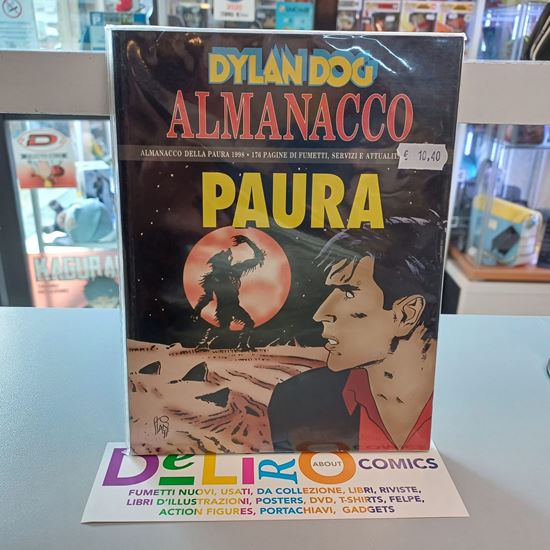 DYLAN DOG
ALMANACCO
ALMANACCO DELLA PAURA 1998 • 176 PAGINE DI FUMETTI, SERVIZI E ATTUALIT
€ 10,40
PAURA
KAGURA
DeLiRO ABOUT COMICS
FUMETTI NUOVI, USATI, DA COLLEZIONE, LIBRI, RIVISTE,
LIBRI D'ILLUSTRAZIONI, POSTERS, DVD, T-SHIRTS, FELPE,
ACTION FIGURES, PORTACHIAVI, GADGETS